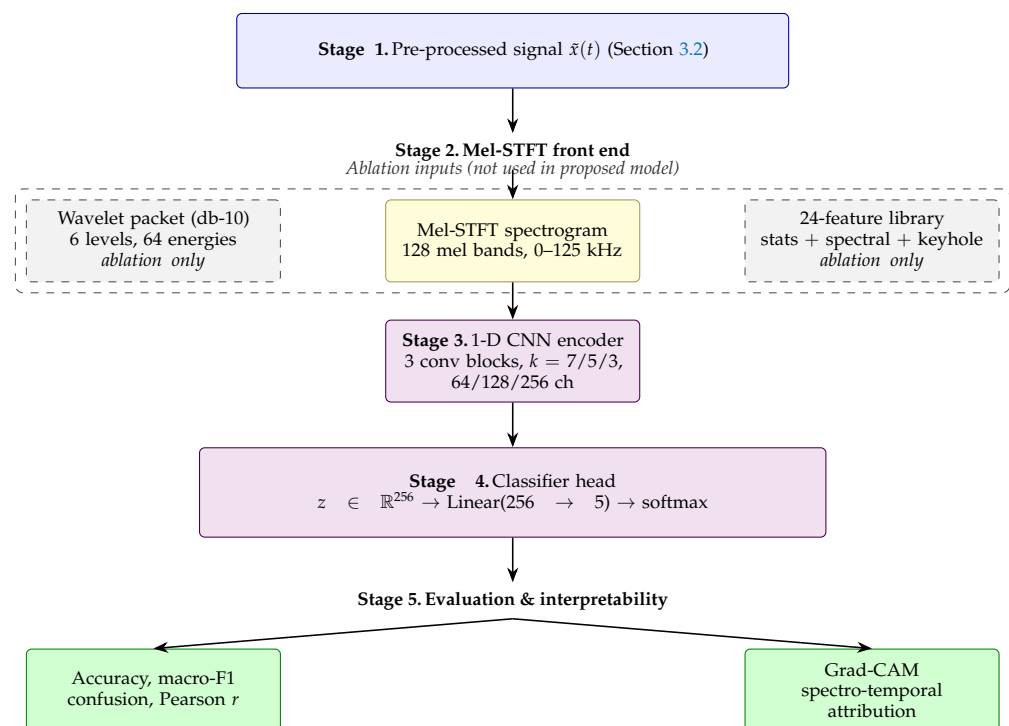 Stage 1. Pre-processed signal x̃(t) (Section 3.2)
Stage 2. Mel-STFT front end
Ablation inputs (not used in proposed model)
Wavelet packet (db-10)
6 levels, 64 energies
ablation only
Mel-STFT spectrogram
128 mel bands, 0–125 kHz
24-feature library
stats + spectral + keyhole
ablation only
Stage 3. 1-D CNN encoder
3 conv blocks, k = 7/5/3,
64/128/256 ch
Stage 4. Classifier head
z ∈ ℝ²⁵⁶ → Linear(256 → 5) → softmax
Stage 5. Evaluation & interpretability
Accuracy, macro-F1
confusion, Pearson r
Grad-CAM
spectro-temporal
attribution